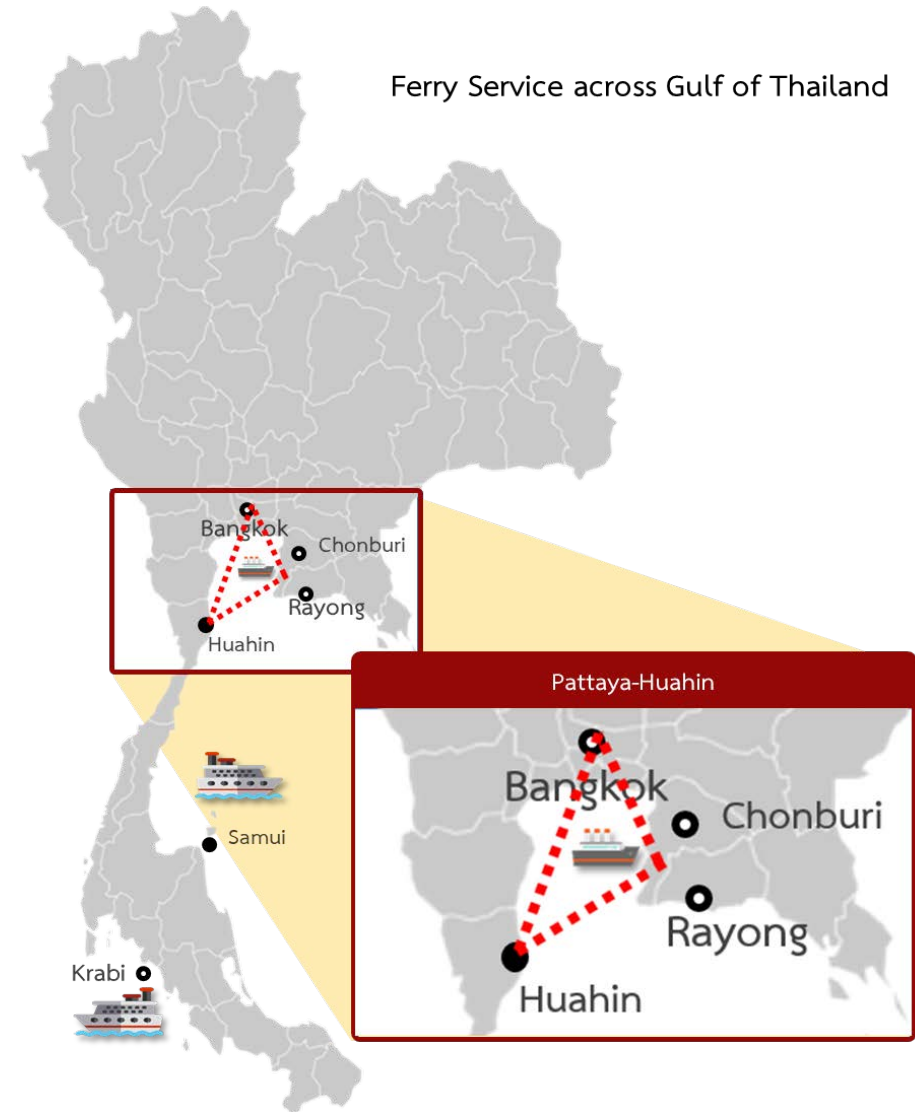 Ferry Service across Gulf of Thailand
Bangkok
Chonburi
Rayong
Huahin
Pattaya-Huahin
Bangkok
Chonburi
Rayong
Huahin
Samui
Krabi